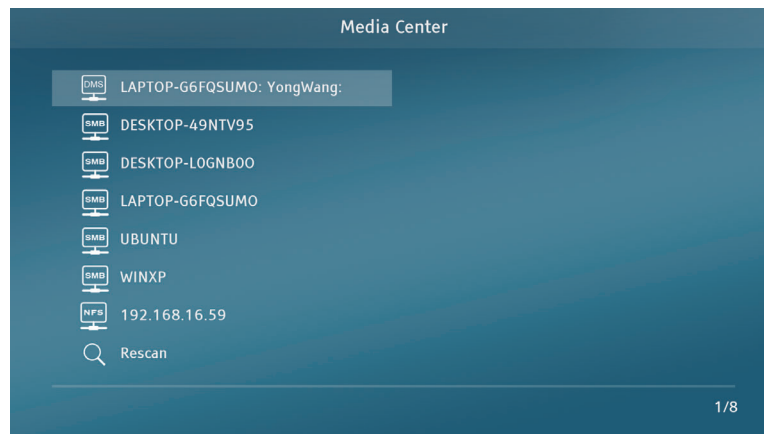 Media Center
DMS LAPTOP-G6FQSUMO: YongWang:
SMB DESKTOP-49NTV95
SMB DESKTOP-L0GNB0O
SMB LAPTOP-G6FQSUMO
SMB UBUNTU
SMB WINXP
NFS 192.168.16.59
Rescan
1/8